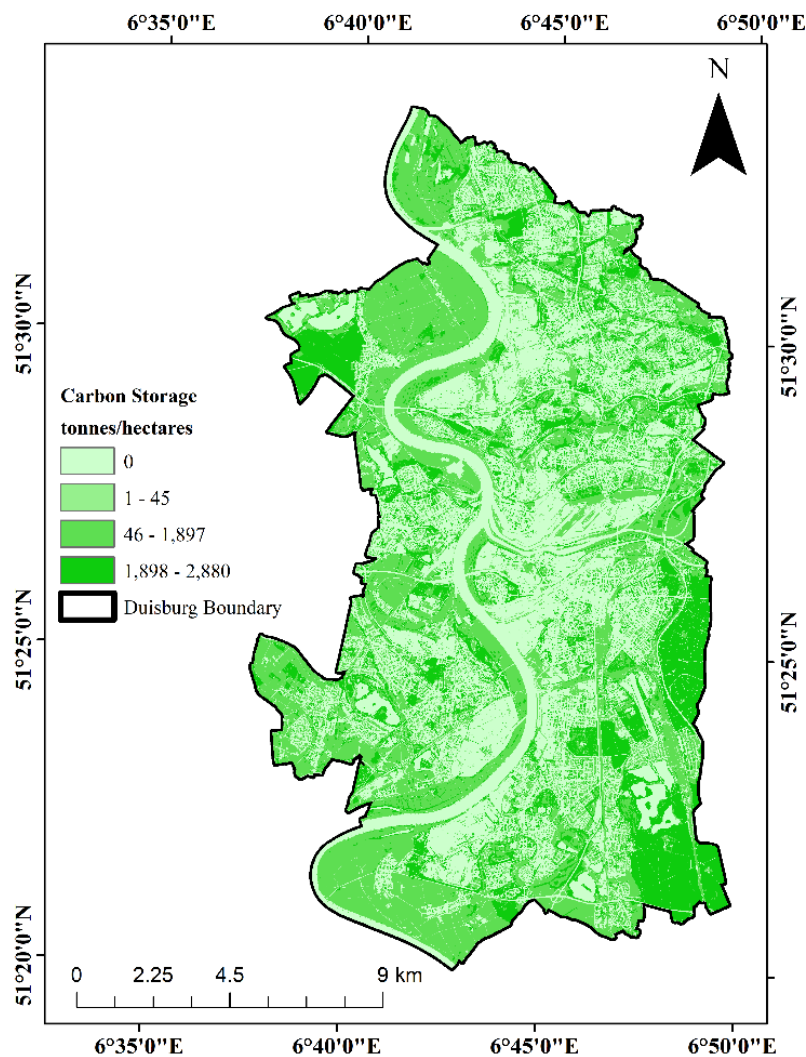 6°35'0"E 6°40'0"E 6°45'0"E 6°50'0"E
N
51°30'0"N
51°30'0"N
Carbon Storage
tonnes/hectares
0
1 - 45
46 - 1,897
1,898 - 2,880
Duisburg Boundary
51°25'0"N
51°25'0"N
51°20'0"N
0 2.25 4.5 9 km
6°35'0"E 6°40'0"E 6°45'0"E 6°50'0"E